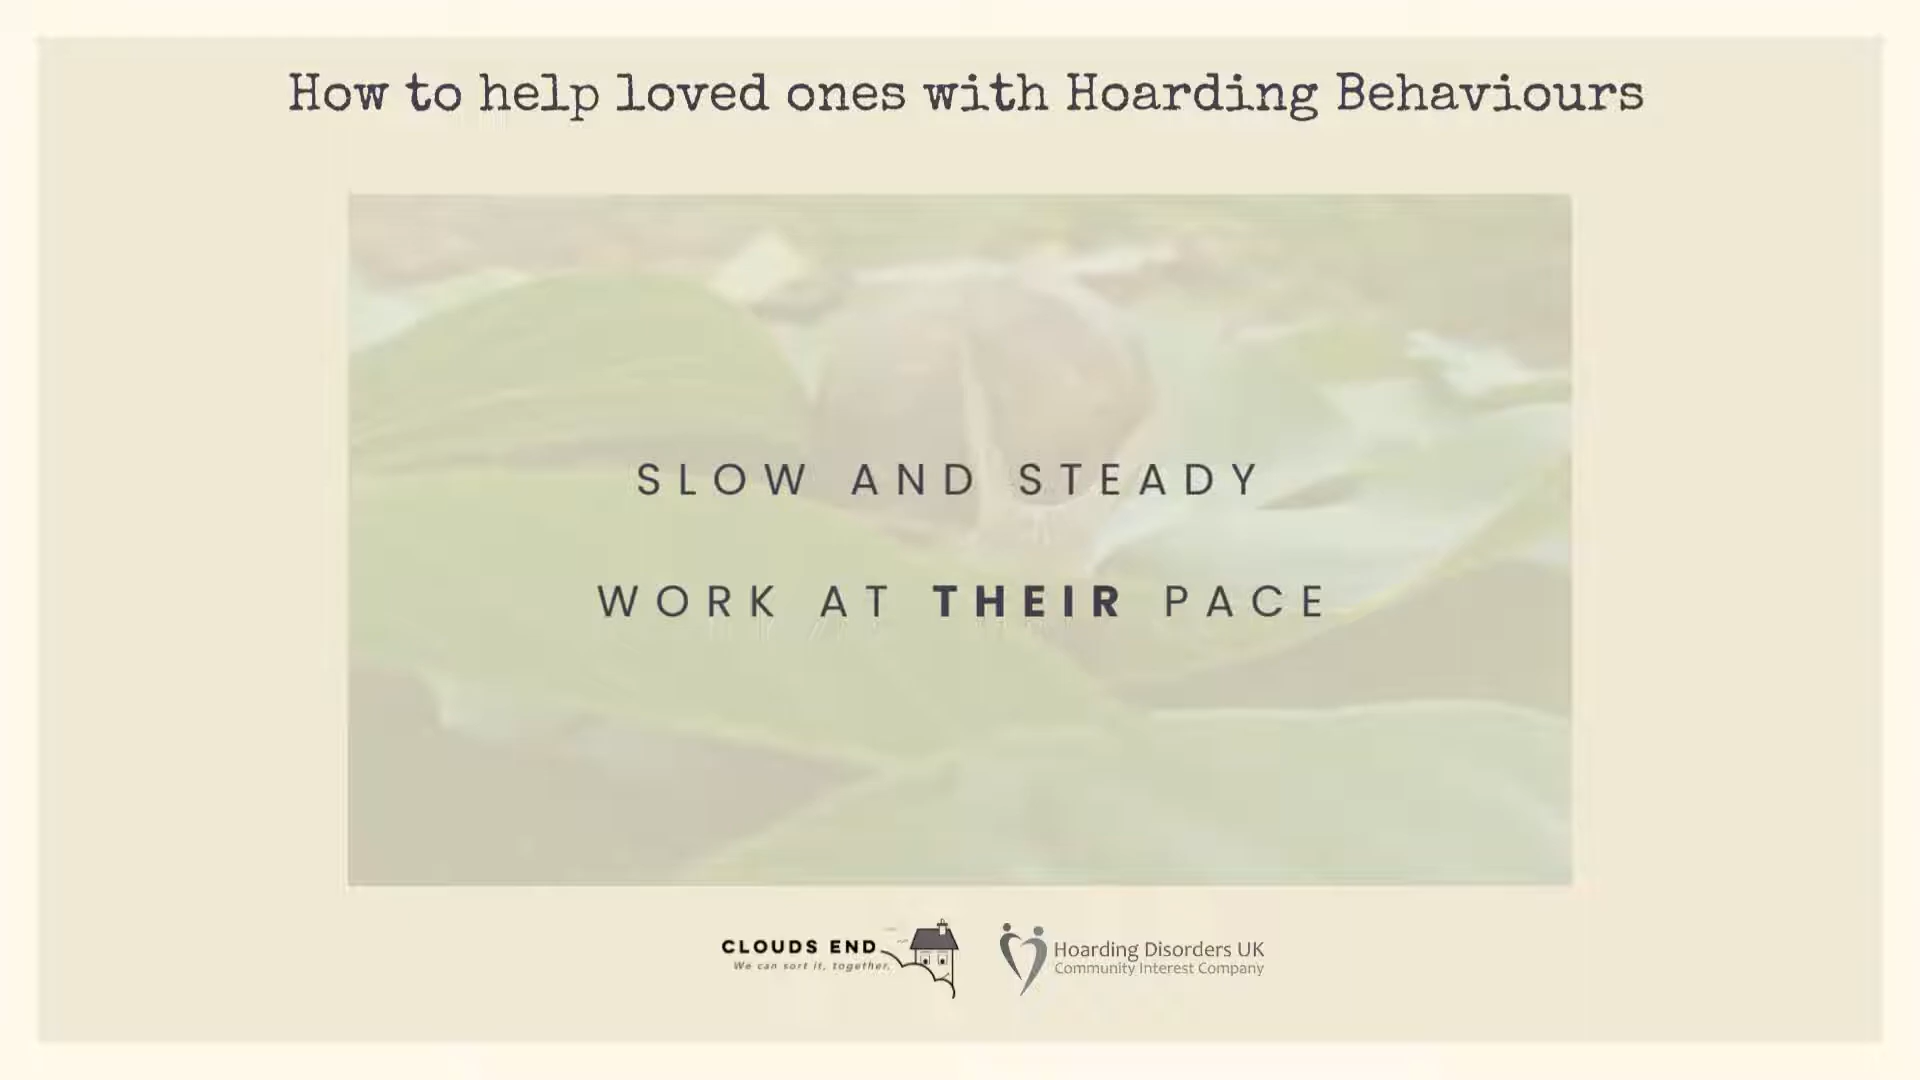 How to help loved ones with Hoarding Behaviours
SLOW AND STEADY
WORK AT THEIR PACE
CLOUDS END
We can sort it, together.
Hoarding Disorders UK
Community Interest Company